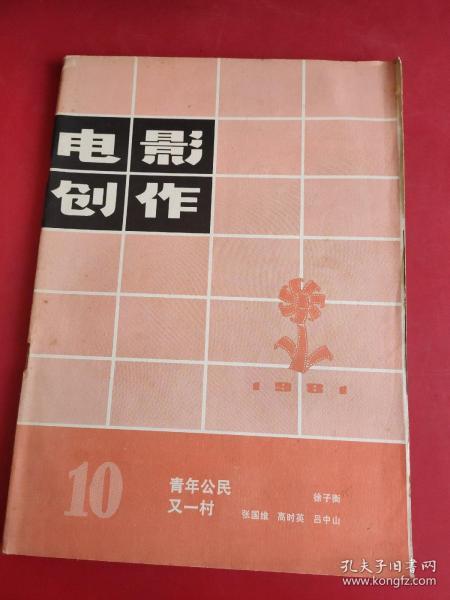 电影
创作
1981
10
青年公民 徐子衡
又一村 张国维 高时英 吕中山
孔夫子旧书网
www.kongfz.com